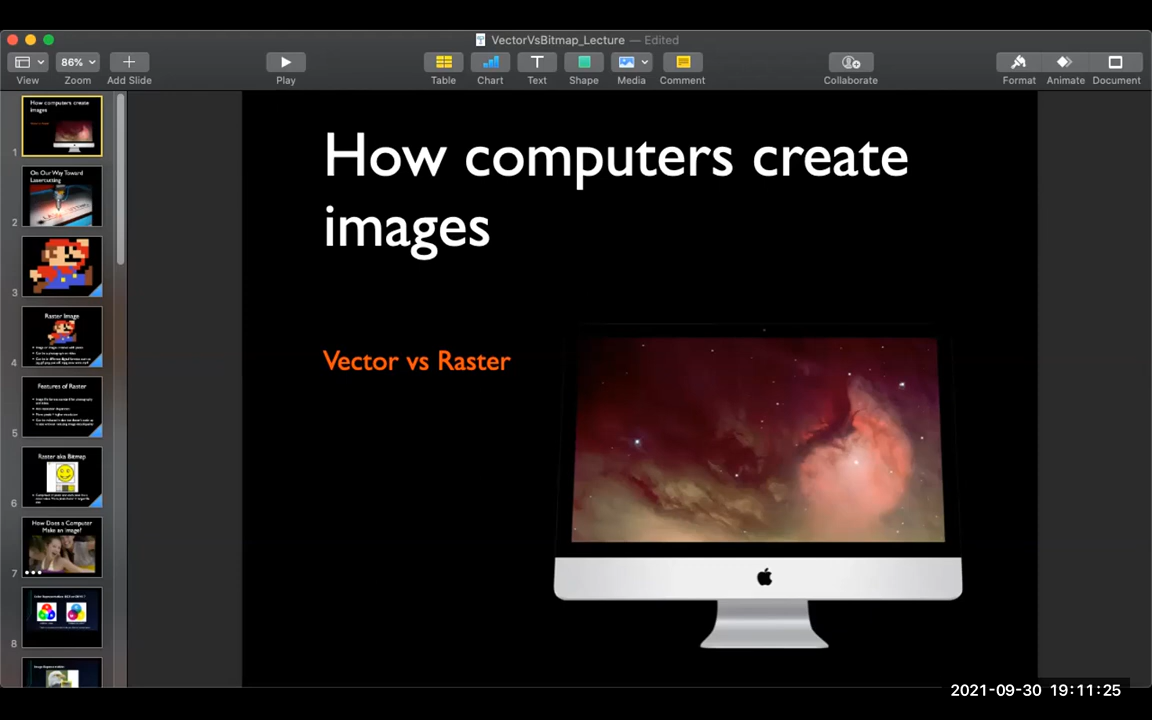 VectorVsBitmap_Lecture — Edited
86%
View Zoom Add Slide Play Table Chart Text Shape Media Comment Collaborate Format Animate Document
How computers create
images
Vector vs Raster
1
How computers create
images
2
On Our Way Toward
Lasercutting
3
4
Raster Image
5
Features of Raster
6
Raster aka Bitmap
7
How Does a Computer
Make an Image?
8
2021-09-30 19:11:25